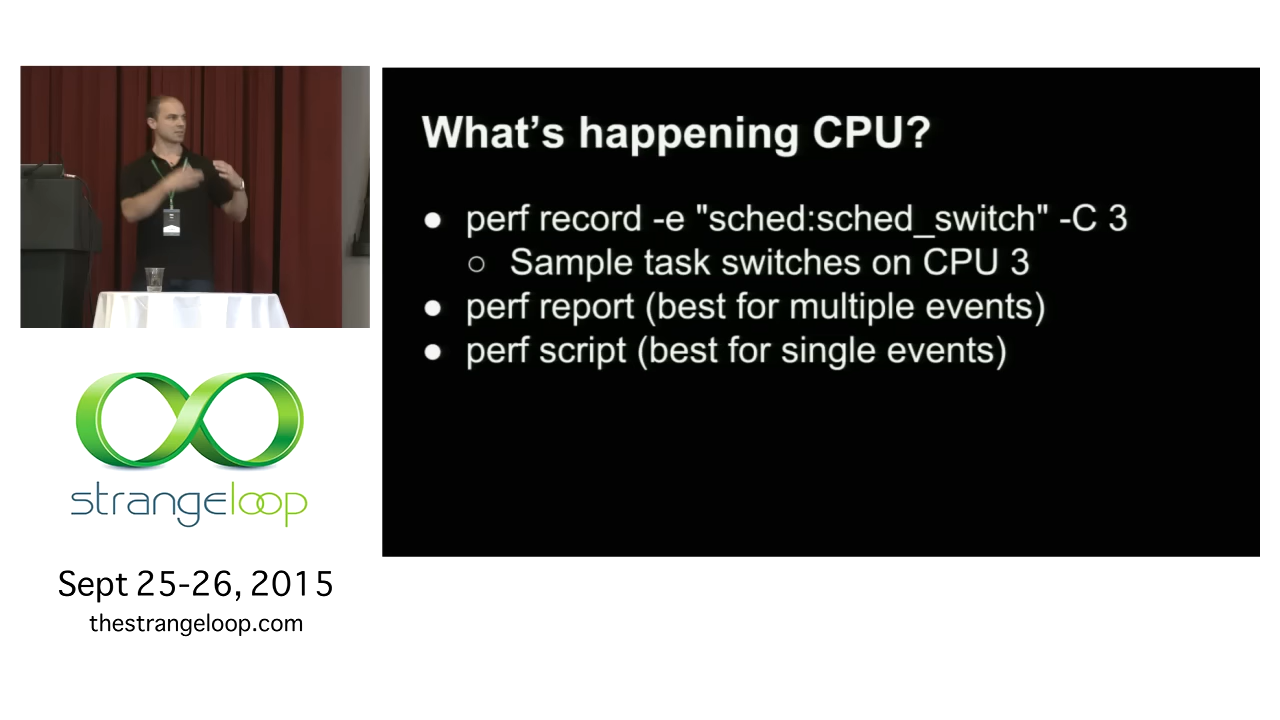 What's happening CPU?
● perf record -e "sched:sched_switch" -C 3
○ Sample task switches on CPU 3
● perf report (best for multiple events)
● perf script (best for single events)
strangeloop
Sept 25-26, 2015
thestrangeloop.com